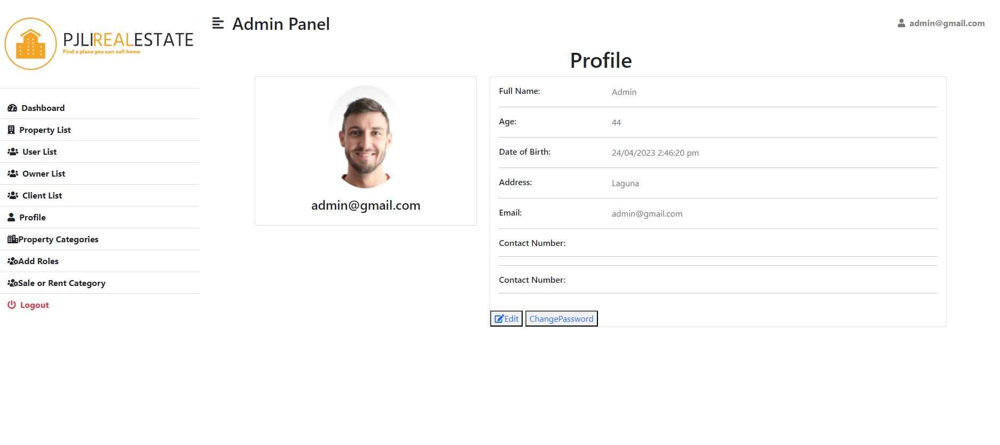 PJLIREALESTATE
Find a place you can call home
Dashboard
Property List
User List
Owner List
Client List
Profile
Property Categories
Add Roles
Sale or Rent Category
Logout
Admin Panel
admin@gmail.com
Profile
admin@gmail.com
Full Name: Admin
Age: 44
Date of Birth: 24/04/2023 2:46:20 pm
Address: Laguna
Email: admin@gmail.com
Contact Number:
Contact Number:
Edit ChangePassword